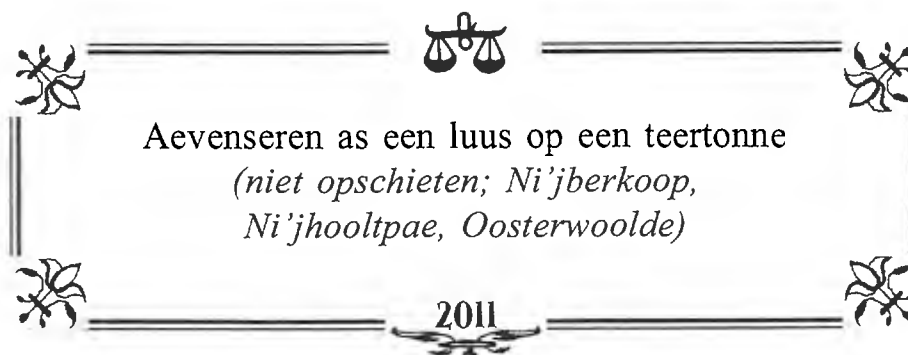 Aevenseren as een luus op een teertonne
(niet opschieten; Ni'jberkoop,
Ni'jhooltpae, Oosterwoolde)
2011